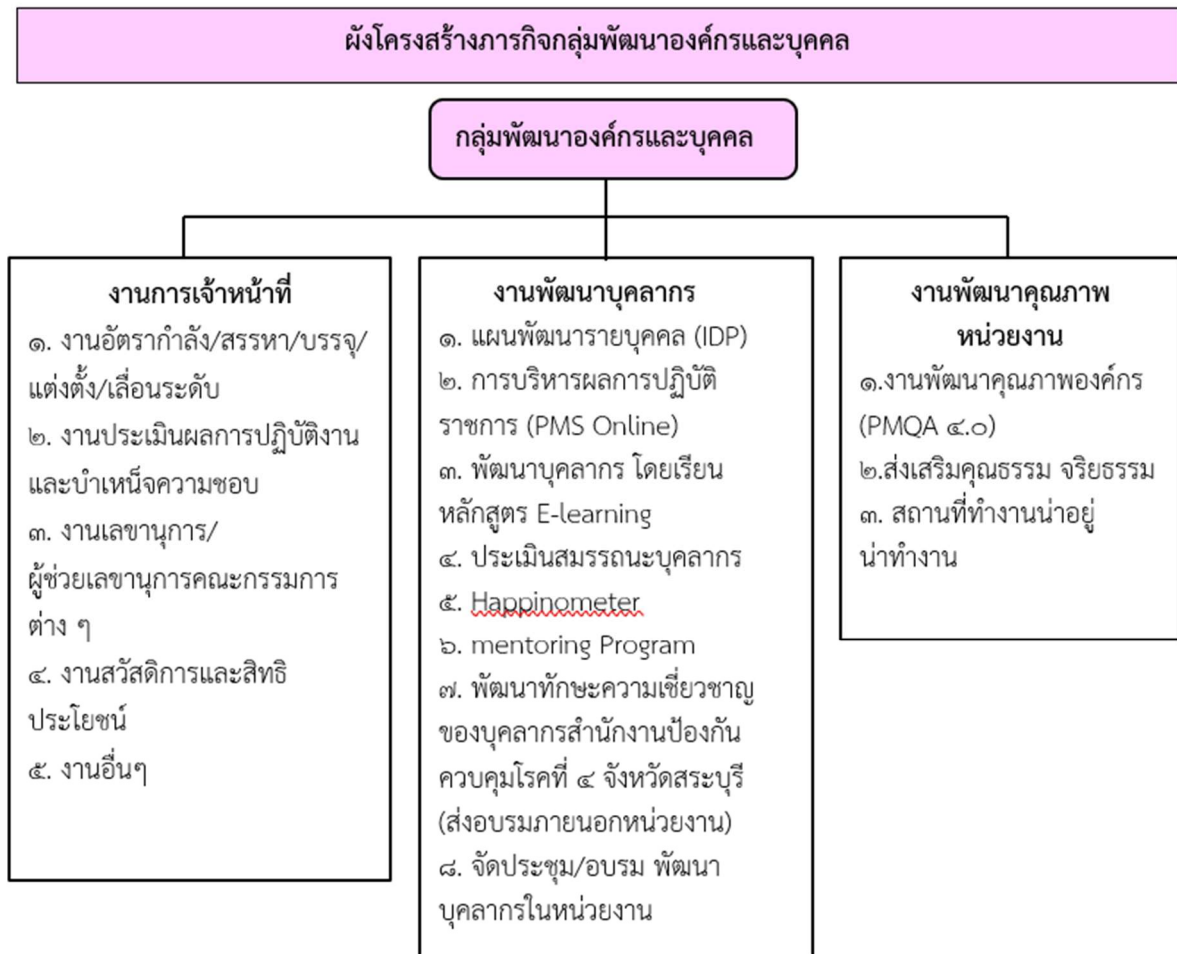 ผังโครงสร้างภารกิจกลุ่มพัฒนาองค์กรและบุคคล
กลุ่มพัฒนาองค์กรและบุคคล
งานการเจ้าหน้าที่
๑. งานอัตรากำลัง/สรรหา/บรรจุ/
แต่งตั้ง/เลื่อนระดับ
๒. งานประเมินผลการปฏิบัติงาน
และบำเหน็จความชอบ
๓. งานเลขานุการ/
ผู้ช่วยเลขานุการคณะกรรมการ
ต่าง ๆ
๔. งานสวัสดิการและสิทธิ
ประโยชน์
๕. งานอื่นๆ
งานพัฒนาบุคลากร
๑. แผนพัฒนารายบุคคล (IDP)
๒. การบริหารผลการปฏิบัติ
ราชการ (PMS Online)
๓. พัฒนาบุคลากร โดยเรียน
หลักสูตร E-learning
๔. ประเมินสมรรถนะบุคลากร
๕. Happinometer
๖. mentoring Program
๗. พัฒนาทักษะความเชี่ยวชาญ
ของบุคลากรสำนักงานป้องกัน
ควบคุมโรคที่ ๔ จังหวัดสระบุรี
(ส่งอบรมภายนอกหน่วยงาน)
๘. จัดประชุม/อบรม พัฒนา
บุคลากรในหน่วยงาน
งานพัฒนาคุณภาพ
หน่วยงาน
๑.งานพัฒนาคุณภาพองค์กร
(PMQA ๔.๐)
๒.ส่งเสริมคุณธรรม จริยธรรม
๓. สถานที่ทำงานน่าอยู่
น่าทำงาน